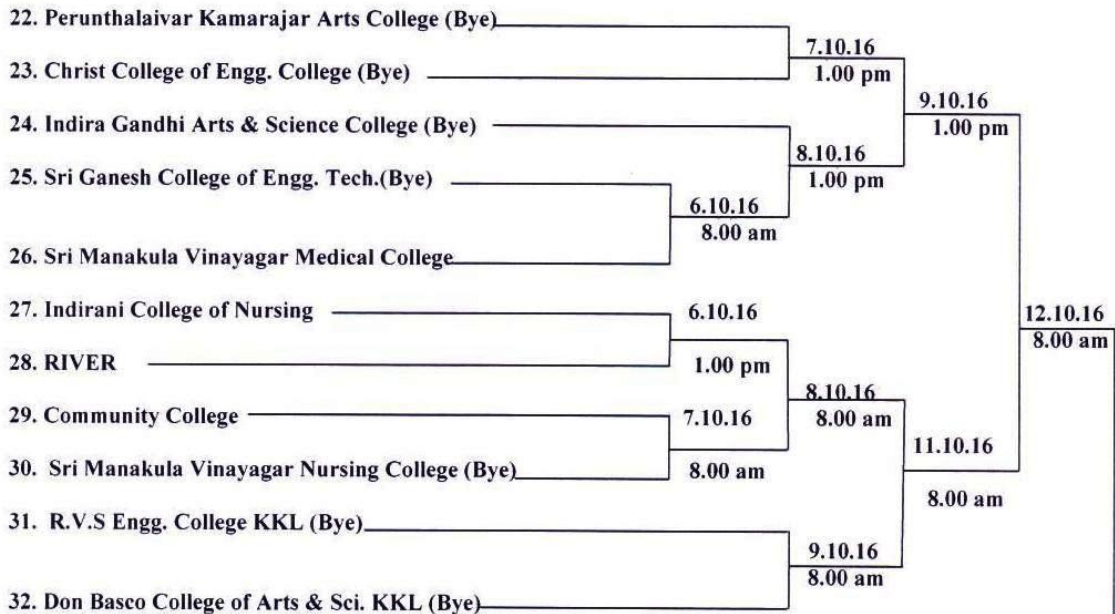 22. Perunthalaivar Kamarajar Arts College (Bye)
7.10.16
1.00 pm
23. Christ College of Engg. College (Bye)
9.10.16
1.00 pm
24. Indira Gandhi Arts & Science College (Bye)
8.10.16
1.00 pm
25. Sri Ganesh College of Engg. Tech.(Bye)
6.10.16
8.00 am
26. Sri Manakula Vinayagar Medical College
27. Indirani College of Nursing
6.10.16
12.10.16
8.00 am
28. RIVER
1.00 pm
8.10.16
8.00 am
29. Community College
7.10.16
11.10.16
30. Sri Manakula Vinayagar Nursing College (Bye)
8.00 am
8.00 am
31. R.V.S Engg. College KKL (Bye)
9.10.16
8.00 am
32. Don Basco College of Arts & Sci. KKL (Bye)